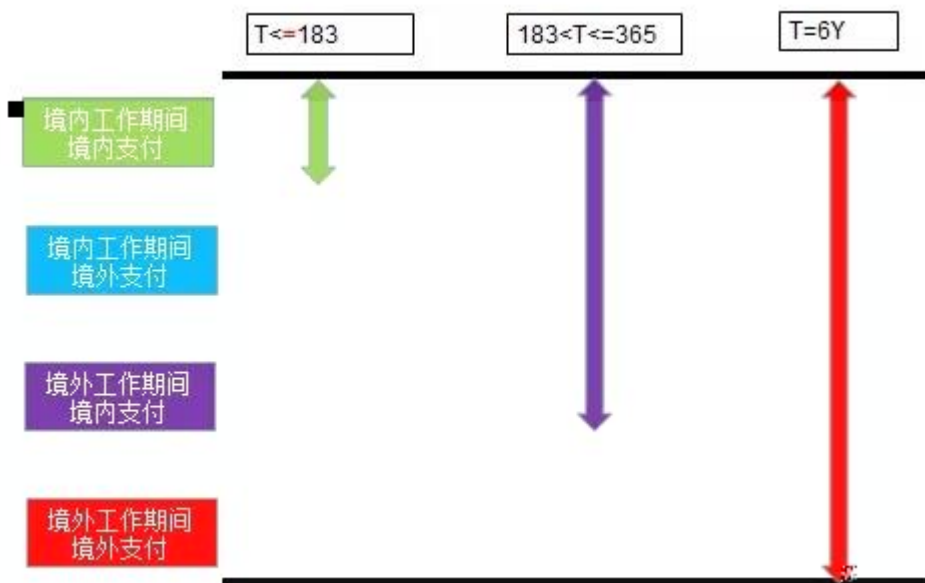 T<=183
183<T<=365
T=6Y
境内工作期间
境内支付
境内工作期间
境外支付
境外工作期间
境内支付
境外工作期间
境外支付